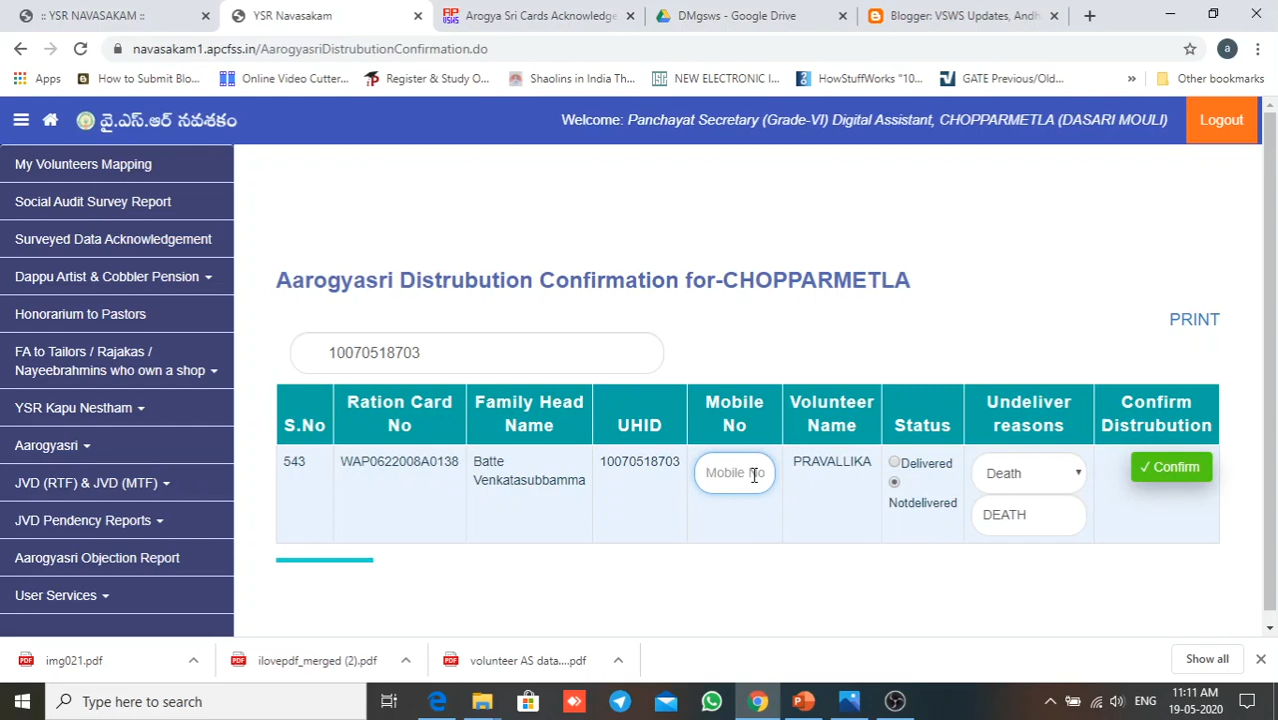 :: YSR NAVASAKAM ::
YSR Navasakam
Arogya Sri Cards Acknowledge
DMgsws - Google Drive
Blogger: VSWS Updates, Andh
navasakam1.apcfss.in/AarogyasriDistrubutionConfirmation.do
a
Apps
How to Submit Blo...
Online Video Cutter...
Register & Study O...
Shaolins in India Th...
NEW ELECTRONIC I...
HowStuffWorks "10...
GATE Previous/Old...
»
Other bookmarks
వై.ఎస్.ఆర్ నవశకం
Welcome: Panchayat Secretary (Grade-VI) Digital Assistant, CHOPPARMETLA (DASARI MOULI)
Logout
My Volunteers Mapping
Social Audit Survey Report
Surveyed Data Acknowledgement
Dappu Artist & Cobbler Pension
Honorarium to Pastors
FA to Tailors / Rajakas /
Nayeebrahmins who own a shop
YSR Kapu Nestham
Aarogyasri
JVD (RTF) & JVD (MTF)
JVD Pendency Reports
Aarogyasri Objection Report
User Services
Aarogyasri Distrubution Confirmation for-CHOPPARMETLA
PRINT
10070518703
S.No
Ration Card
No
Family Head
Name
UHID
Mobile
No
Volunteer
Name
Status
Undeliver
reasons
Confirm
Distrubution
543
WAP0622008A0138
Batte
Venkatasubbamma
10070518703
Mobile No
PRAVALLIKA
Delivered
Notdelivered
Death
DEATH
✓ Confirm
img021.pdf
ilovepdf_merged (2).pdf
volunteer AS data....pdf
Show all
Type here to search
ENG
11:11 AM
19-05-2020